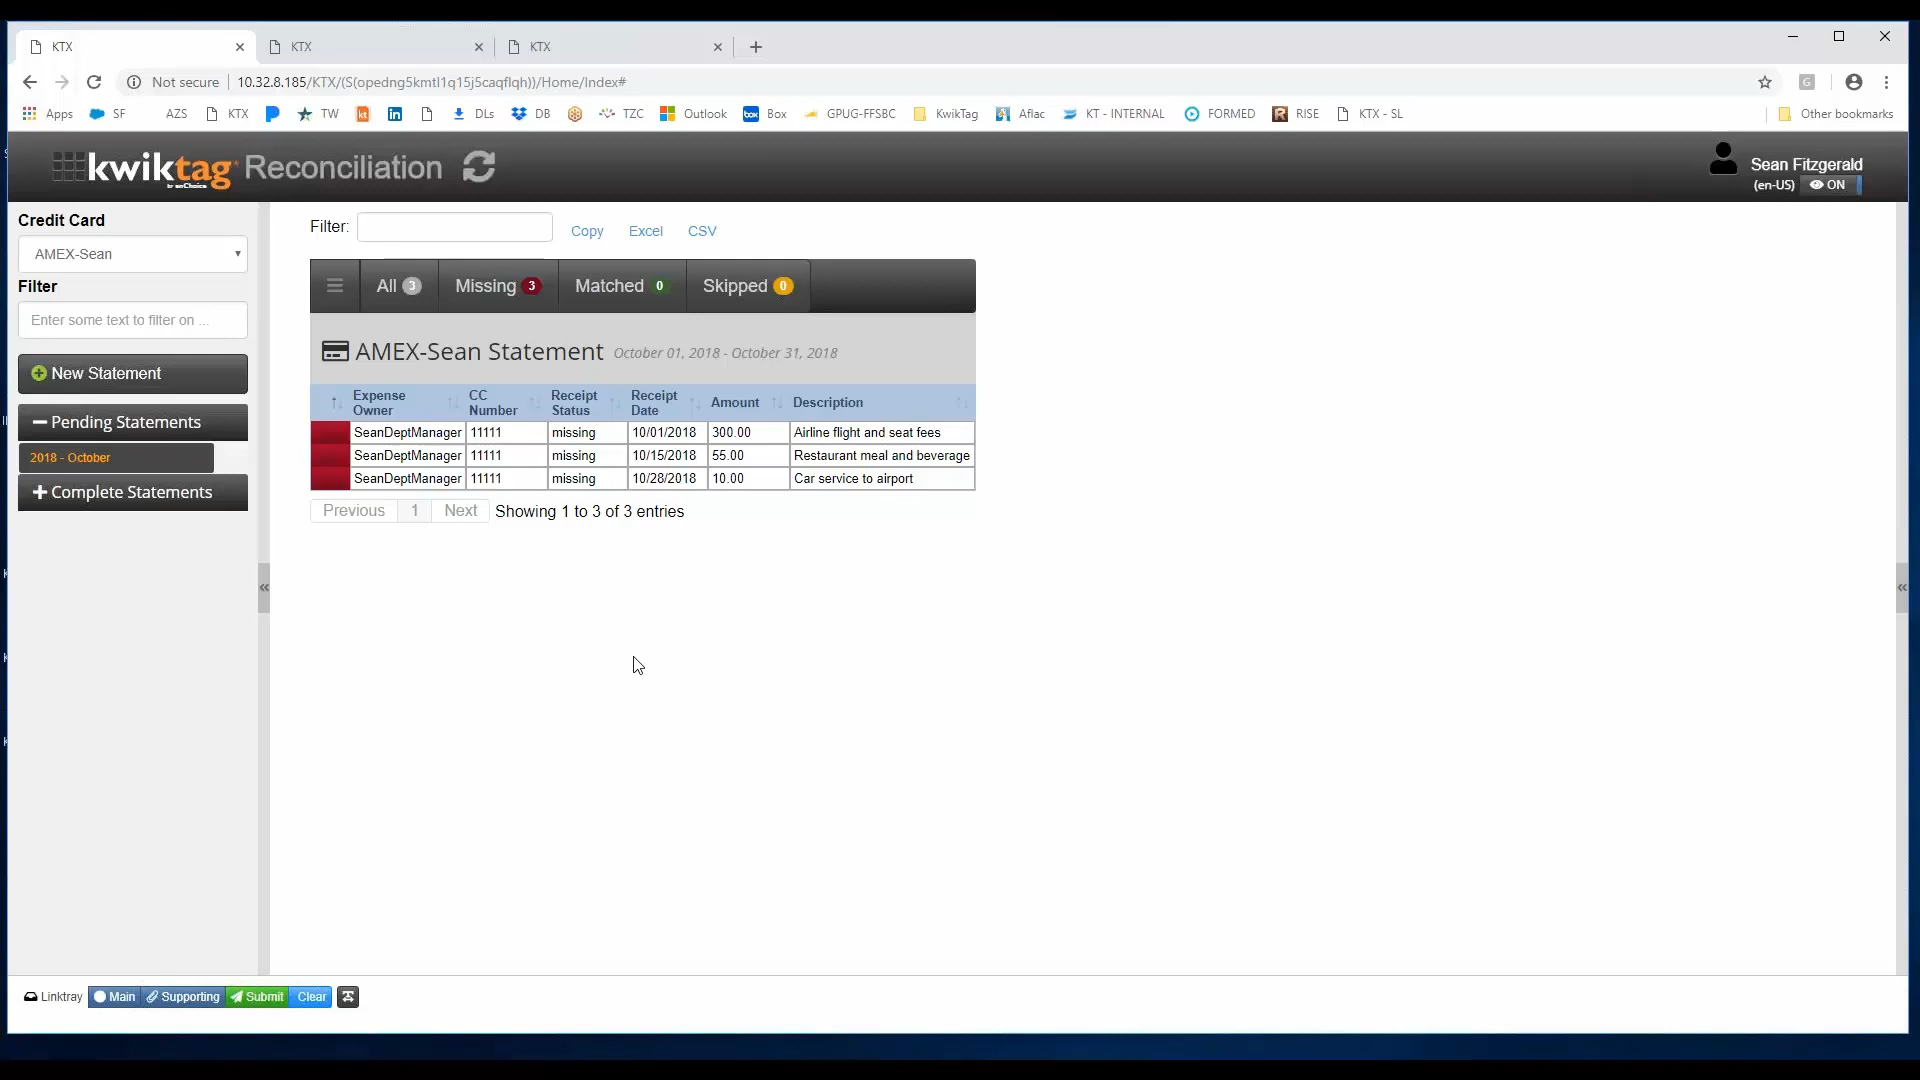 KTX
KTX
KTX
Not secure 10.32.8.185/KTX/(S(opedng5kmtl1q15j5caqflqh))/Home/Index#
Apps SF AZS KTX TW kt in DLs DB TZC Outlook box Box GPUG-FFSBC KwikTag Aflac KT - INTERNAL FORMED RISE KTX - SL Other bookmarks
kwiktag Reconciliation
by enChoice
Sean Fitzgerald
(en-US) ON
Credit Card
AMEX-Sean
Filter
Enter some text to filter on ...
New Statement
Pending Statements
2018 - October
Complete Statements
Filter: Copy Excel CSV
All 3 Missing 3 Matched 0 Skipped 0
AMEX-Sean Statement October 01, 2018 - October 31, 2018
Expense Owner CC Number Receipt Status Receipt Date Amount Description
SeanDeptManager 11111 missing 10/01/2018 300.00 Airline flight and seat fees
SeanDeptManager 11111 missing 10/15/2018 55.00 Restaurant meal and beverage
SeanDeptManager 11111 missing 10/28/2018 10.00 Car service to airport
Previous 1 Next Showing 1 to 3 of 3 entries
Linktray Main Supporting Submit Clear